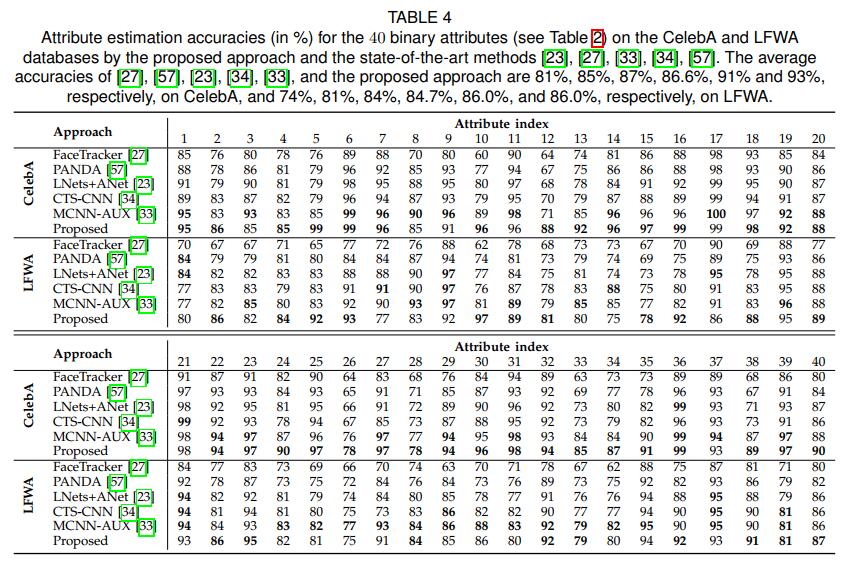 TABLE 4
Attribute estimation accuracies (in %) for the 40 binary attributes (see Table 2) on the CelebA and LFWA
databases by the proposed approach and the state-of-the-art methods [23], [27], [33], [34], [57]. The average
accuracies of [27], [57], [23], [34], [33], and the proposed approach are 81%, 85%, 87%, 86.6%, 91% and 93%,
respectively, on CelebA, and 74%, 81%, 84%, 84.7%, 86.0%, and 86.0%, respectively, on LFWA.
Approach Attribute index
1 2 3 4 5 6 7 8 9 10 11 12 13 14 15 16 17 18 19 20
CelebA
FaceTracker [27] 85 76 80 78 76 89 88 70 80 60 90 64 74 81 86 88 98 93 85 84
PANDA [57] 88 78 86 81 79 96 92 85 93 77 94 67 75 86 86 88 98 93 90 86
LNets+ANet [23] 91 79 90 81 79 98 95 88 95 80 97 68 78 84 91 92 99 95 90 87
CTS-CNN [34] 89 83 87 82 79 96 94 87 93 79 95 70 79 87 88 89 99 94 91 87
MCNN-AUX [33] 95 83 93 83 85 99 96 90 96 89 98 71 85 96 96 96 100 97 92 88
Proposed 95 86 85 85 99 99 96 85 91 96 96 88 92 96 97 99 99 98 92 88
LFWA
FaceTracker [27] 70 67 67 71 65 77 72 76 88 62 78 68 73 73 67 70 90 69 88 77
PANDA [57] 84 79 79 81 80 84 84 87 94 74 81 73 79 74 69 75 89 75 93 86
LNets+ANet [23] 84 82 82 83 83 88 88 90 97 77 84 75 81 74 73 78 95 78 95 88
CTS-CNN [34] 77 83 83 79 83 91 91 90 97 76 87 78 83 88 75 80 91 83 95 88
MCNN-AUX [33] 77 82 85 80 83 92 90 93 97 81 89 79 85 85 77 82 91 83 96 88
Proposed 80 86 82 84 92 93 77 83 90 97 89 81 80 75 78 92 86 88 95 89
Approach Attribute index
21 22 23 24 25 26 27 28 29 30 31 32 33 34 35 36 37 38 39 40
CelebA
FaceTracker [27] 91 87 91 82 90 64 83 68 76 84 94 89 63 73 73 89 89 68 86 80
PANDA [57] 97 93 93 84 93 65 91 71 85 87 93 92 69 77 78 96 93 67 91 84
LNets+ANet [23] 98 92 95 81 95 66 91 72 89 90 96 92 73 80 82 99 93 71 93 87
CTS-CNN [34] 99 92 93 78 94 67 85 73 87 88 95 92 73 79 82 96 93 73 91 86
MCNN-AUX [33] 98 94 97 87 96 76 97 77 94 95 98 93 84 84 90 99 94 87 97 88
Proposed 98 94 97 90 97 78 97 78 94 96 98 94 85 87 91 99 93 89 97 90
LFWA
FaceTracker [27] 84 77 83 73 69 66 70 74 63 70 71 78 67 62 88 75 87 81 71 80
PANDA [57] 92 78 87 73 75 72 84 76 84 73 76 89 73 75 92 82 93 86 79 82
LNets+ANet [23] 94 82 92 81 79 74 84 80 85 78 77 91 76 76 94 88 95 88 79 86
CTS-CNN [34] 94 81 94 81 80 75 73 83 86 82 82 90 77 77 94 90 95 90 81 86
MCNN-AUX [33] 94 84 93 83 82 77 93 84 86 88 83 92 79 82 95 90 95 90 81 86
Proposed 93 86 95 82 81 75 91 84 85 86 80 92 79 80 94 92 93 91 81 87